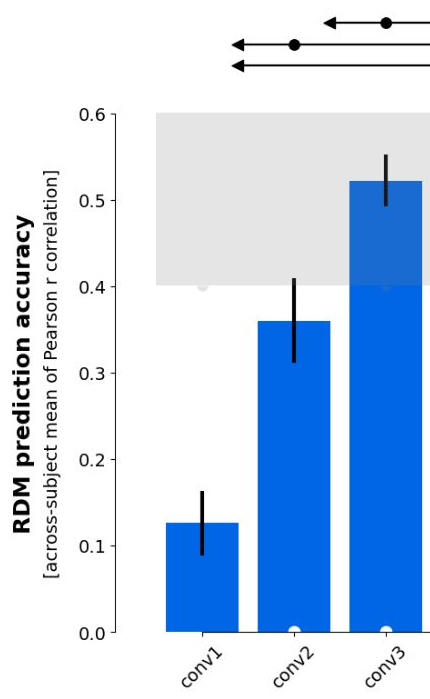 RDM prediction accuracy
[across-subject mean of Pearson r correlation]
0.6
0.5
0.4
0.3
0.2
0.1
0.0
conv1
conv2
conv3